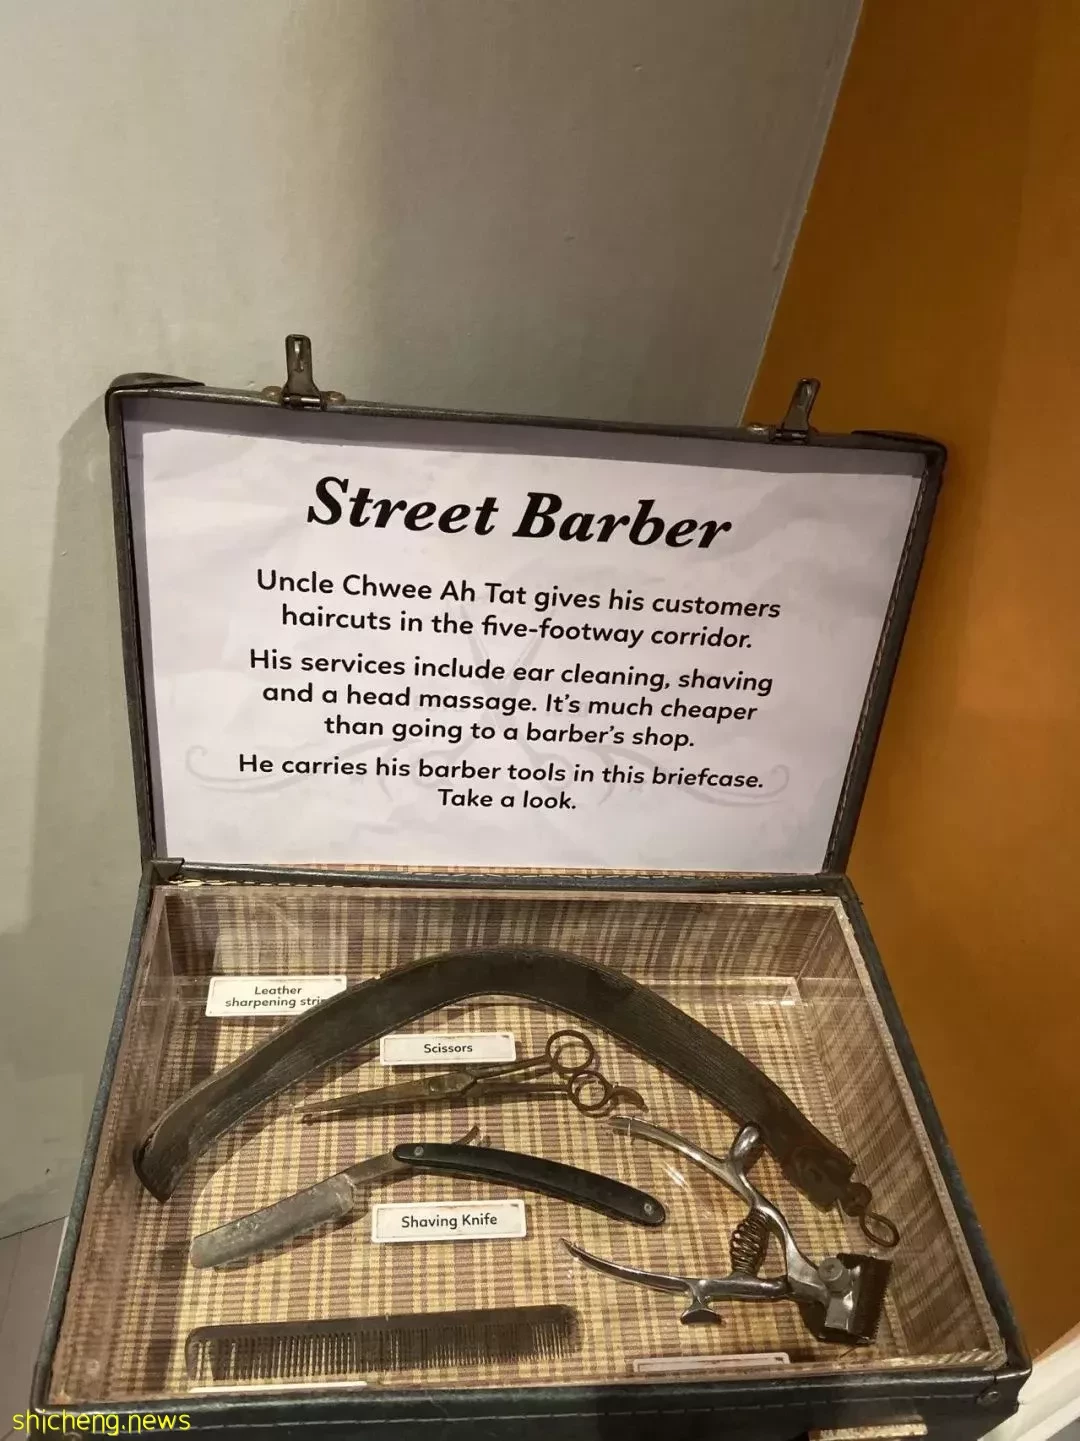 Street Barber
Uncle Chwee Ah Tat gives his customers
haircuts in the five-footway corridor.
His services include ear cleaning, shaving
and a head massage. It's much cheaper
than going to a barber's shop.
He carries his barber tools in this briefcase.
Take a look.
Leather
sharpening
Scissors
Shaving Knife
shicheng.news